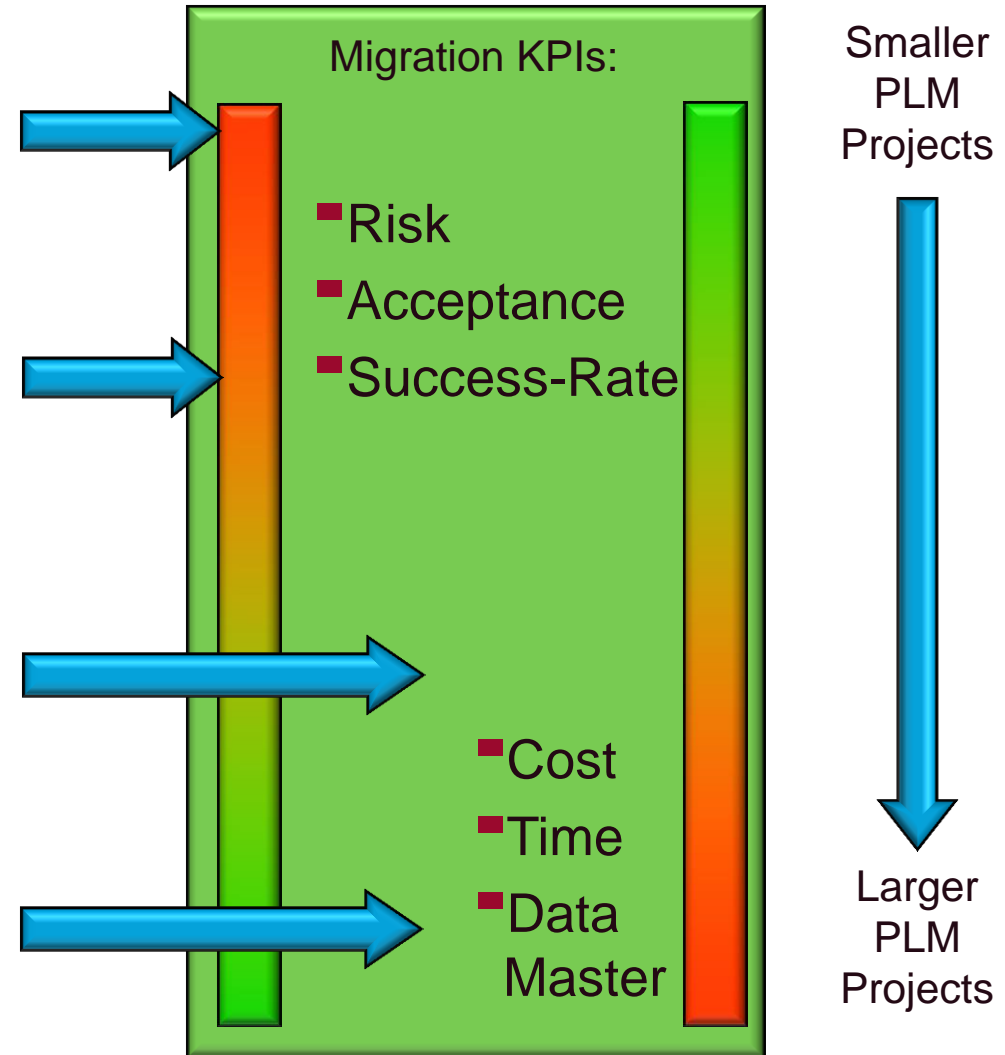 Migration KPIs:
Risk
Acceptance
Success-Rate
Cost
Time
Data
Master
Smaller
PLM
Projects
Larger
PLM
Projects